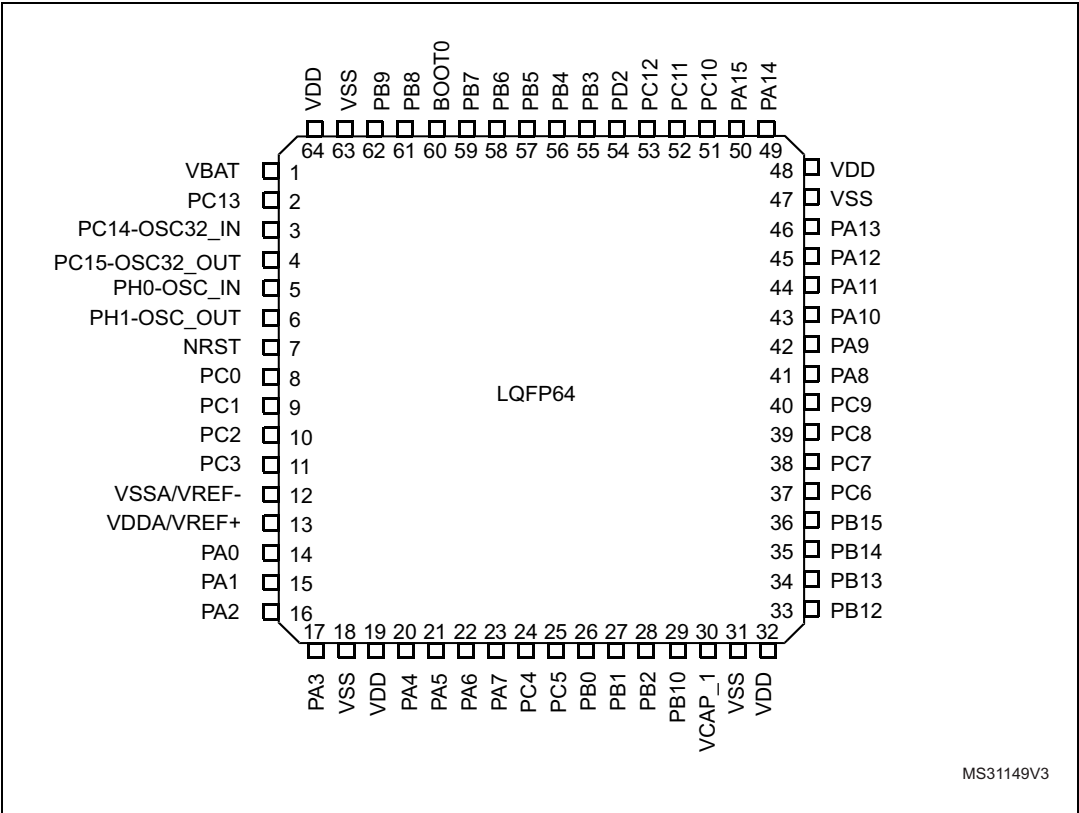 VDD VSS PB9 PB8 BOOT0 PB7 PB6 PB5 PB4 PB3 PD2 PC12 PC11 PC10 PA15 PA14
64 63 62 61 60 59 58 57 56 55 54 53 52 51 50 49
VBAT 1 48 VDD
PC13 2 47 VSS
PC14-OSC32_IN 3 46 PA13
PC15-OSC32_OUT 4 45 PA12
PH0-OSC_IN 5 44 PA11
PH1-OSC_OUT 6 43 PA10
NRST 7 42 PA9
PC0 8 41 PA8
LQFP64
PC1 9 40 PC9
PC2 10 39 PC8
PC3 11 38 PC7
VSSA/VREF- 12 37 PC6
VDDA/VREF+ 13 36 PB15
PA0 14 35 PB14
PA1 15 34 PB13
PA2 16 33 PB12
17 18 19 20 21 22 23 24 25 26 27 28 29 30 31 32
PA3 VSS VDD PA4 PA5 PA6 PA7 PC4 PC5 PB0 PB1 PB2 PB10 VCAP_1 VSS VDD
MS31149V3